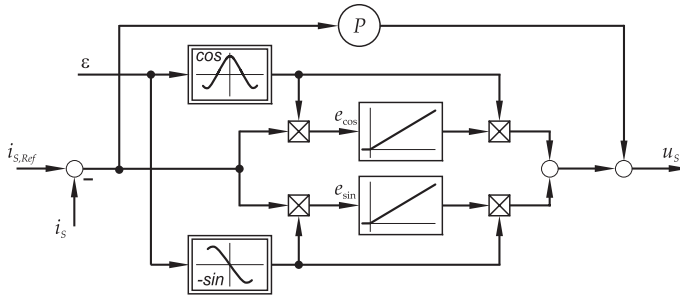 P
cos
ε
e_cos
i_S,Ref
-
u_S
e_sin
i_S
-sin